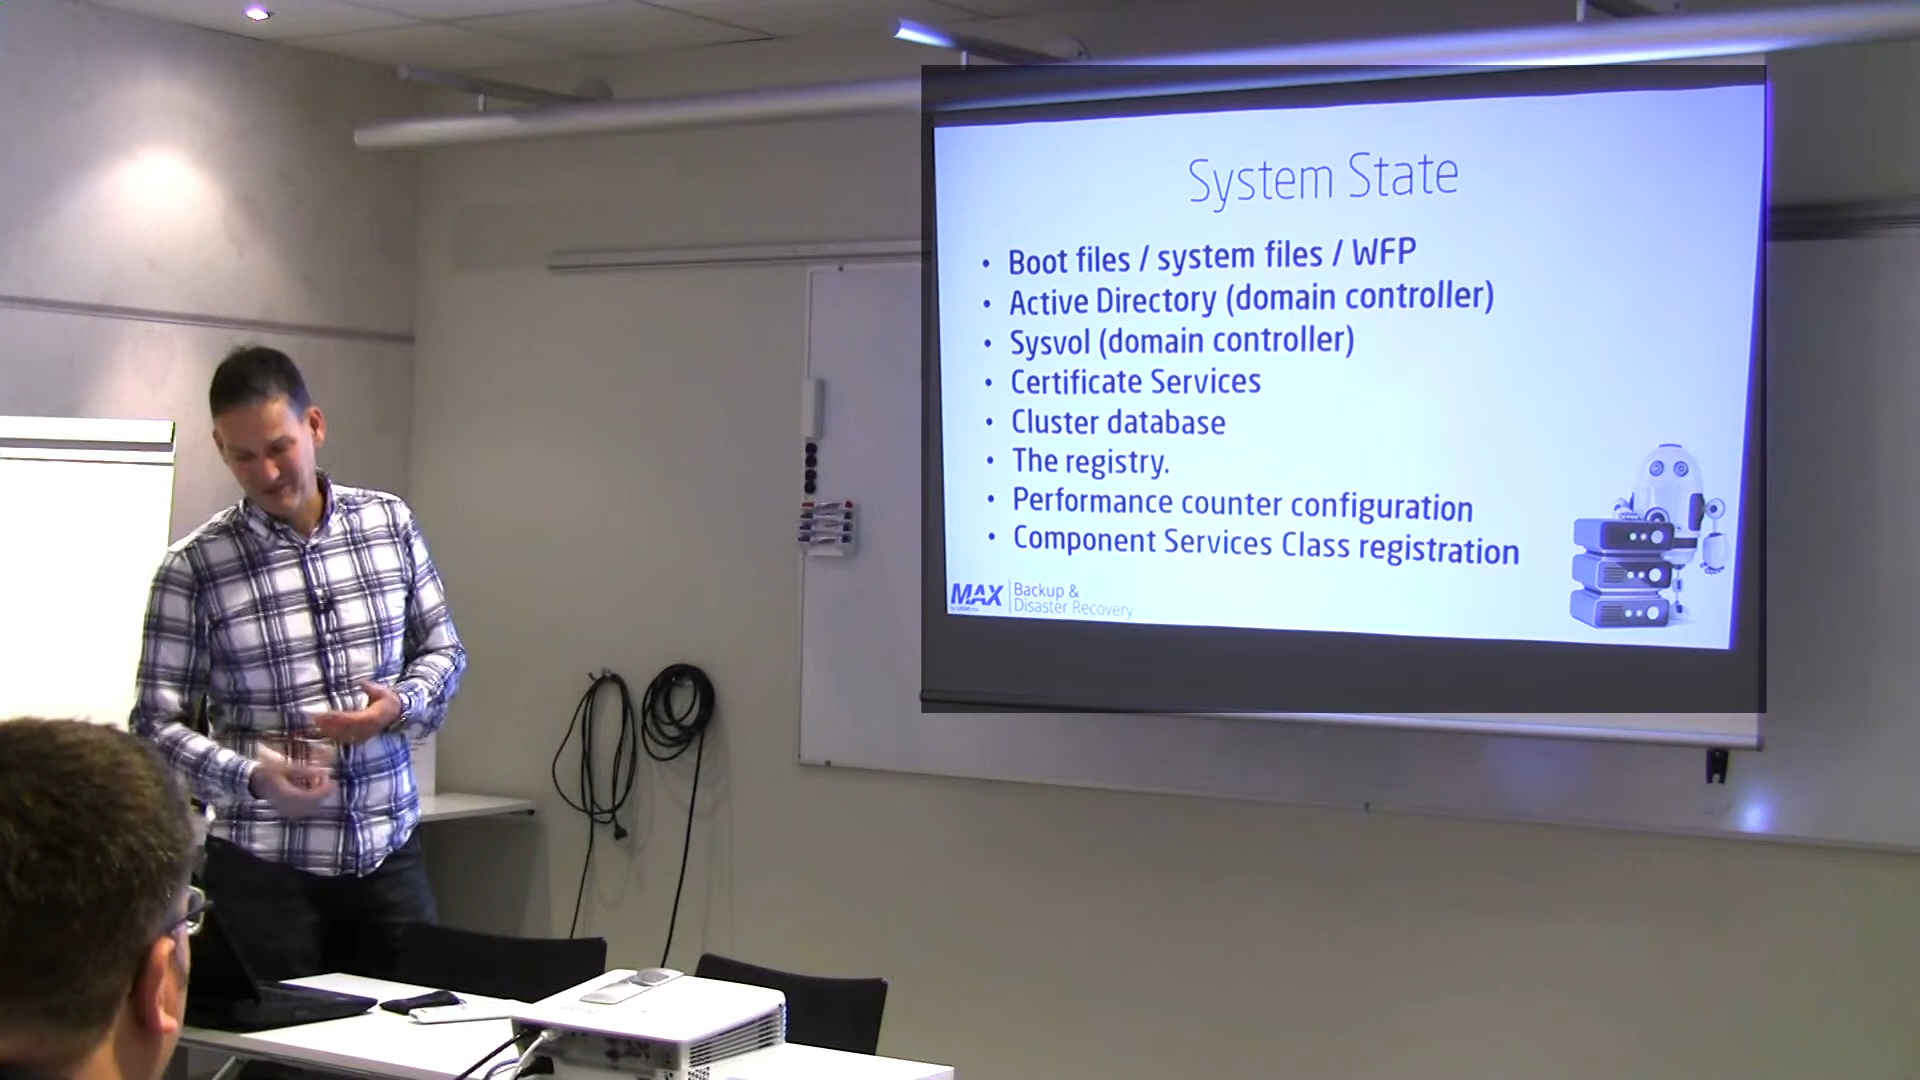 System State
• Boot files / system files / WFP
• Active Directory (domain controller)
• Sysvol (domain controller)
• Certificate Services
• Cluster database
• The registry.
• Performance counter configuration
• Component Services Class registration
MAX Backup &
Disaster Recovery